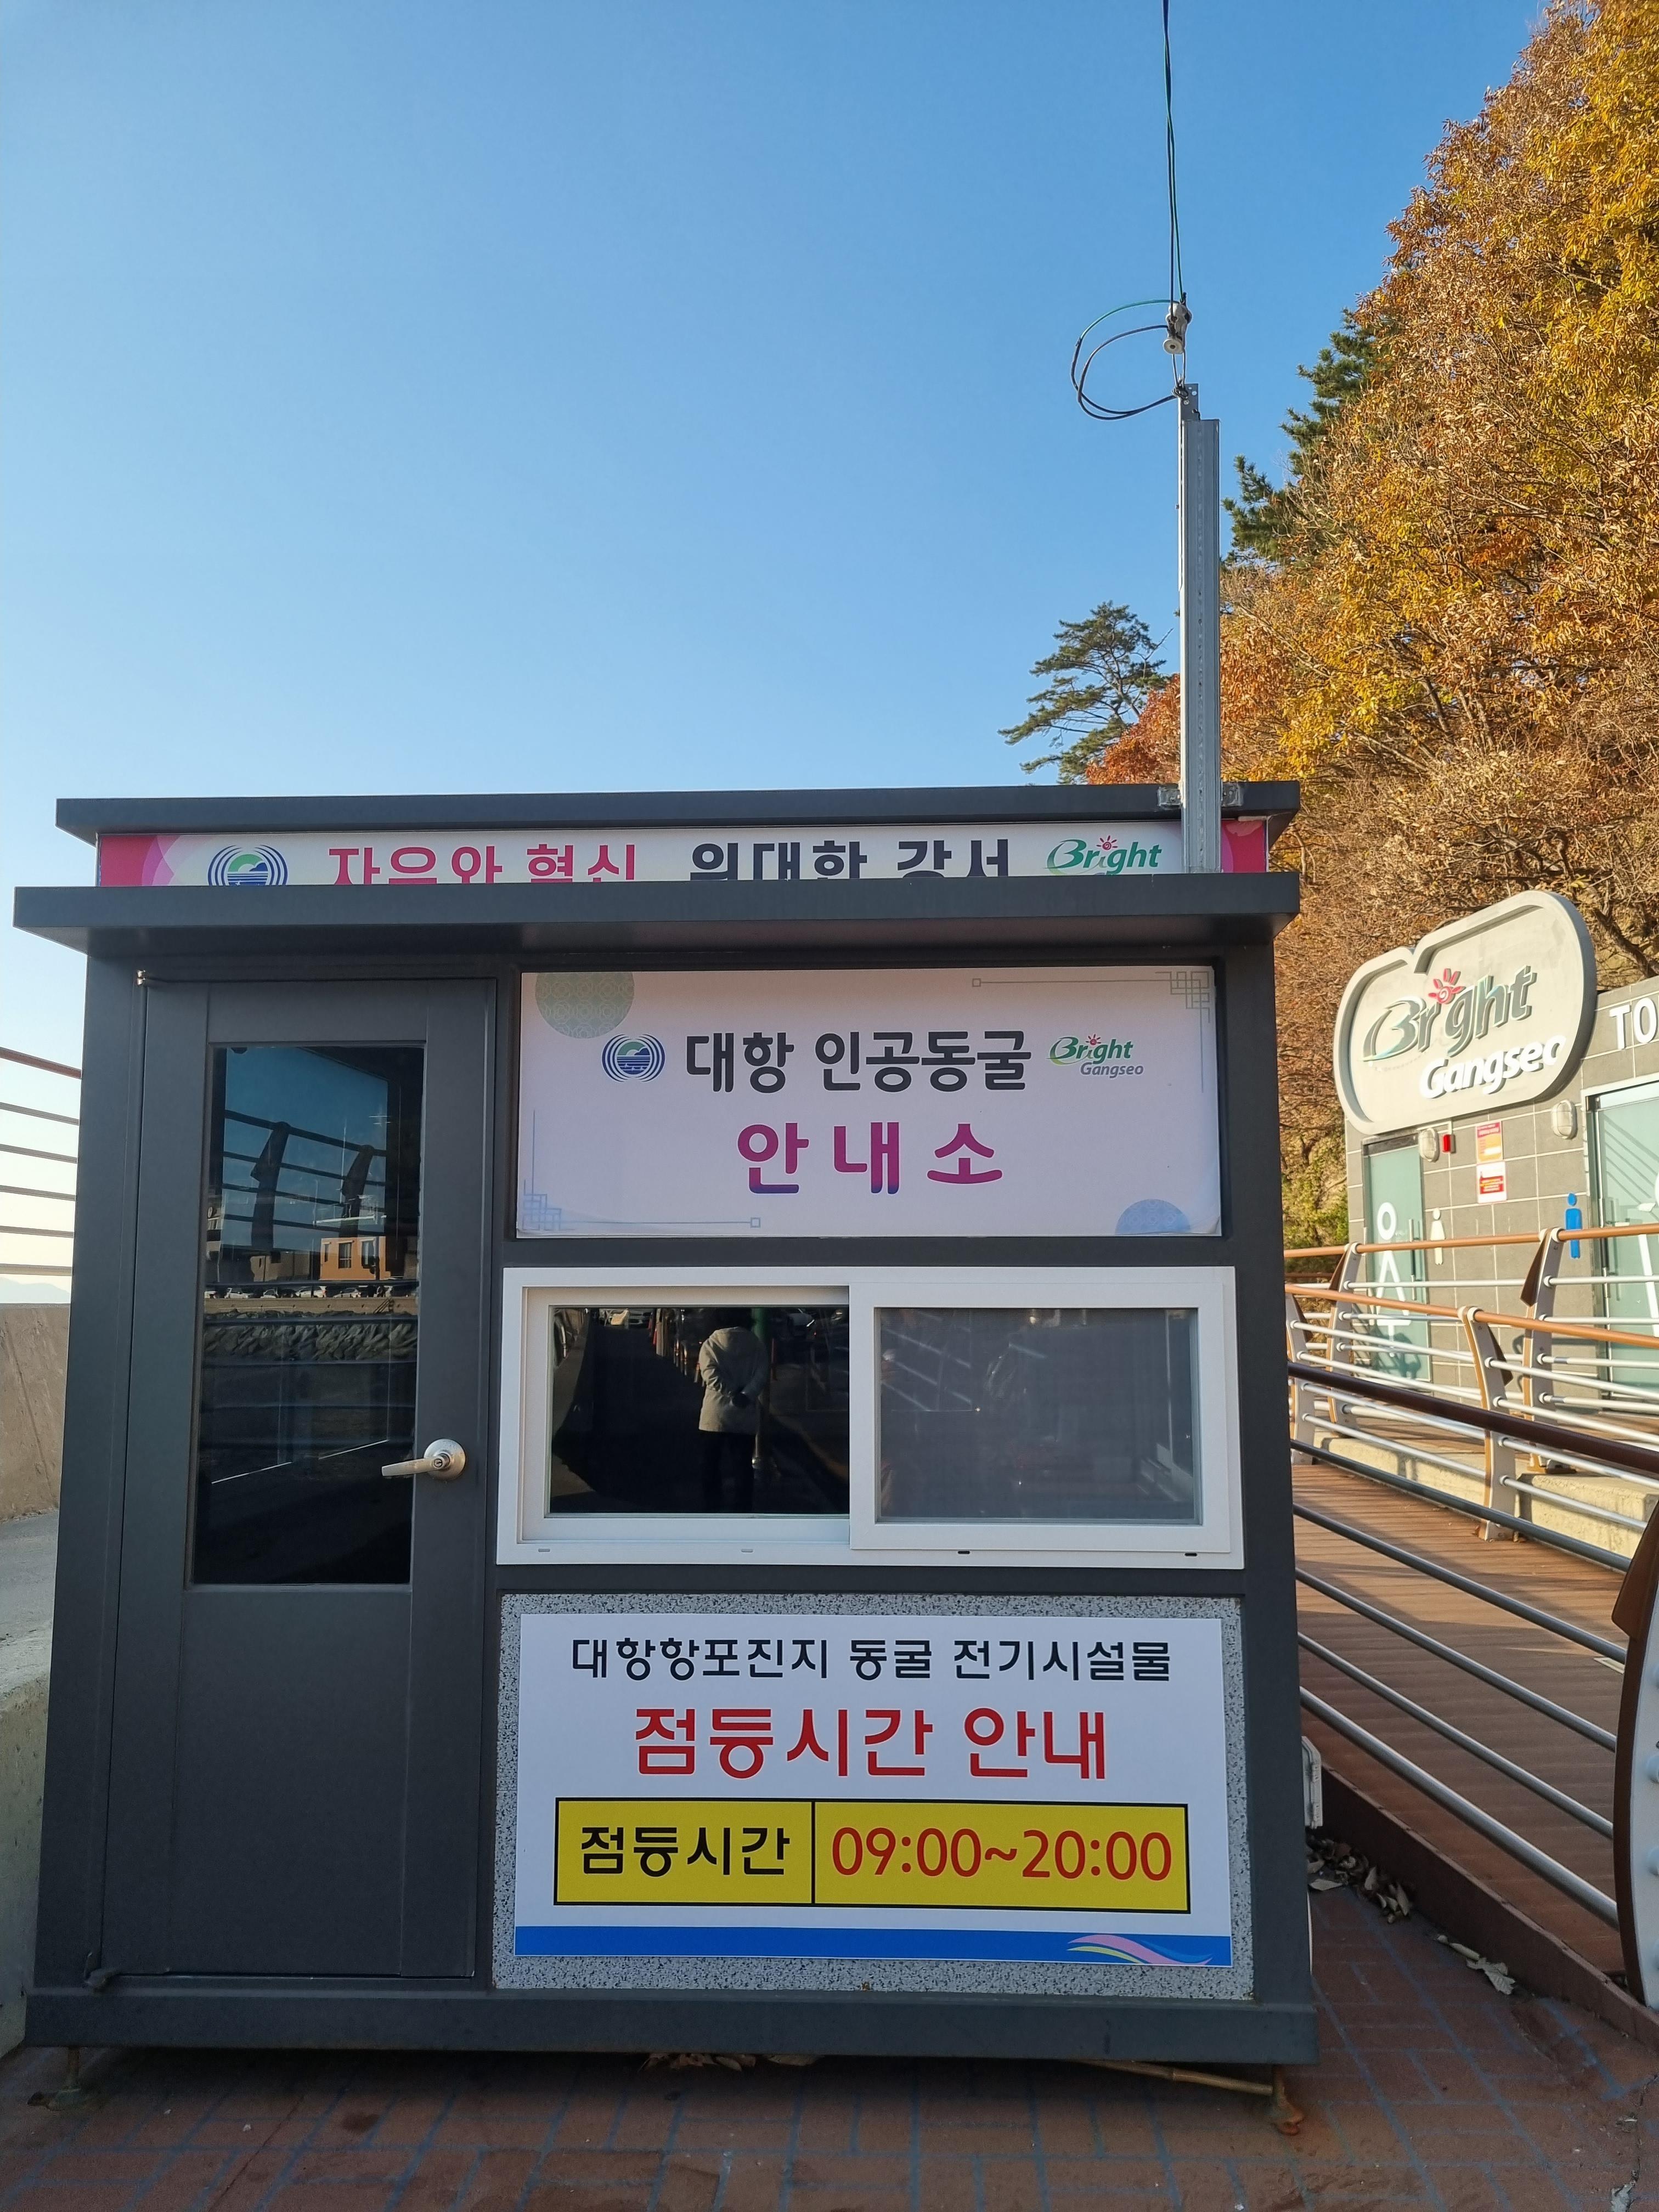 자유와 혁신 위대한 강서 Bright
대항 인공동굴 Bright Gangseo
안내소
대항항포진지 동굴 전기시설물
점등시간 안내
점등시간 09:00~20:00
Bright
Gangseo
TO